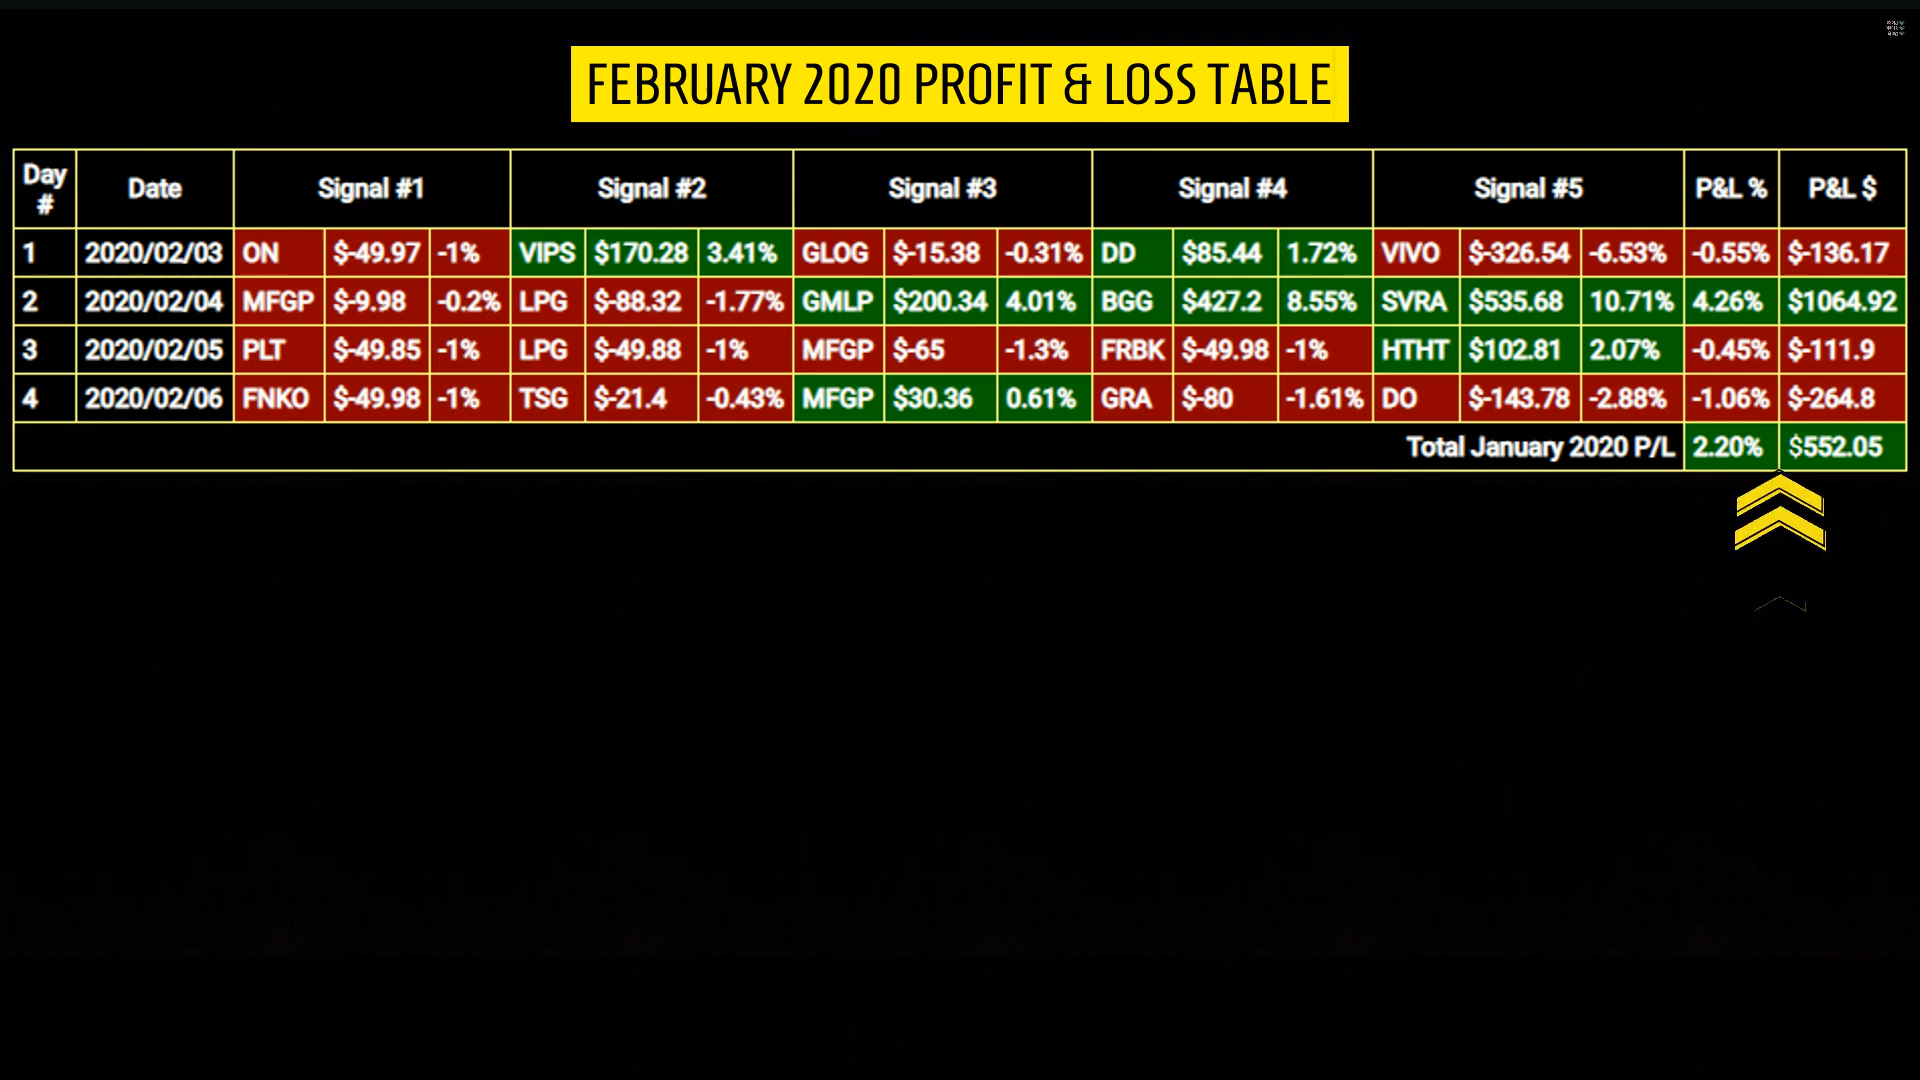 FEBRUARY 2020 PROFIT & LOSS TABLE
Day # Date Signal #1 Signal #2 Signal #3 Signal #4 Signal #5 P&L % P&L $
1 2020/02/03 ON $-49.97 -1% VIPS $170.28 3.41% GLOG $-15.38 -0.31% DD $85.44 1.72% VIVO $-326.54 -6.53% -0.55% $-136.17
2 2020/02/04 MFGP $-9.98 -0.2% LPG $-88.32 -1.77% GMLP $200.34 4.01% BGG $427.2 8.55% SVRA $535.68 10.71% 4.26% $1064.92
3 2020/02/05 PLT $-49.85 -1% LPG $-49.88 -1% MFGP $-65 -1.3% FRBK $-49.98 -1% HTHT $102.81 2.07% -0.45% $-111.9
4 2020/02/06 FNKO $-49.98 -1% TSG $-21.4 -0.43% MFGP $30.36 0.61% GRA $-80 -1.61% DO $-143.78 -2.88% -1.06% $-264.8
Total January 2020 P/L 2.20% $552.05